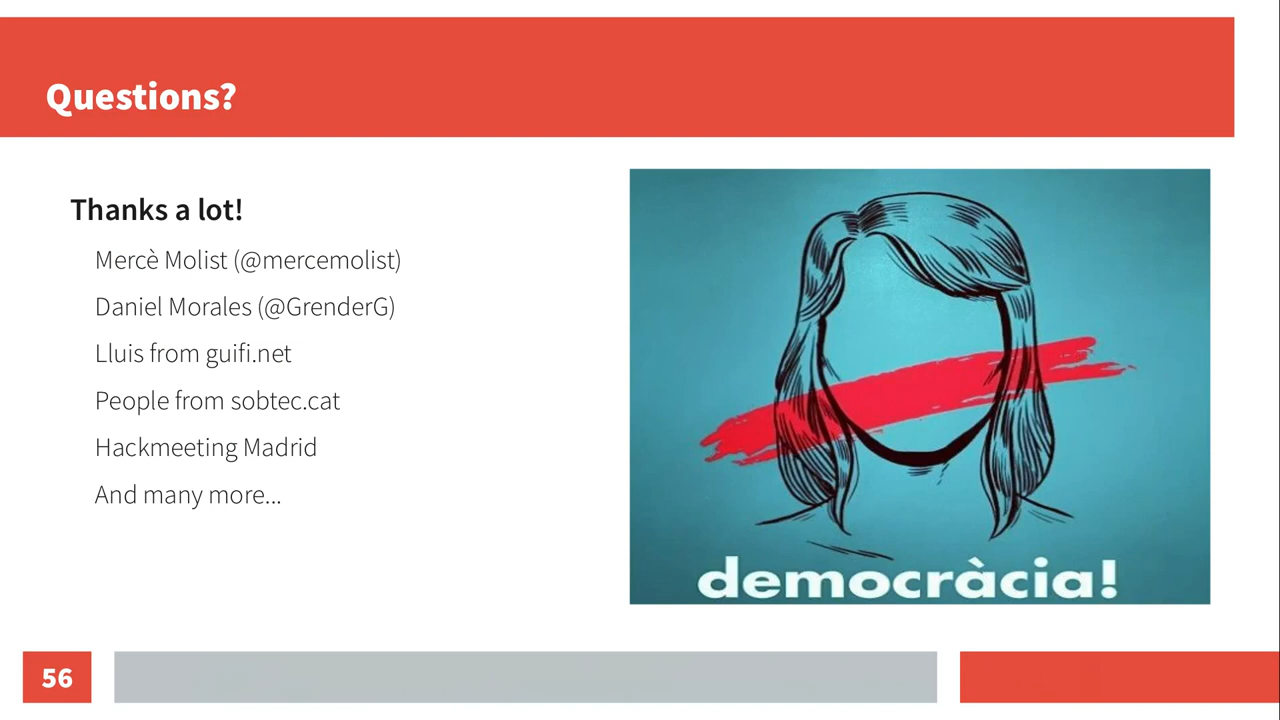 Questions?
Thanks a lot!
Mercè Molist (@mercemolist)
Daniel Morales (@GrenderG)
Lluis from guifi.net
People from sobtec.cat
Hackmeeting Madrid
And many more...
democràcia!
56